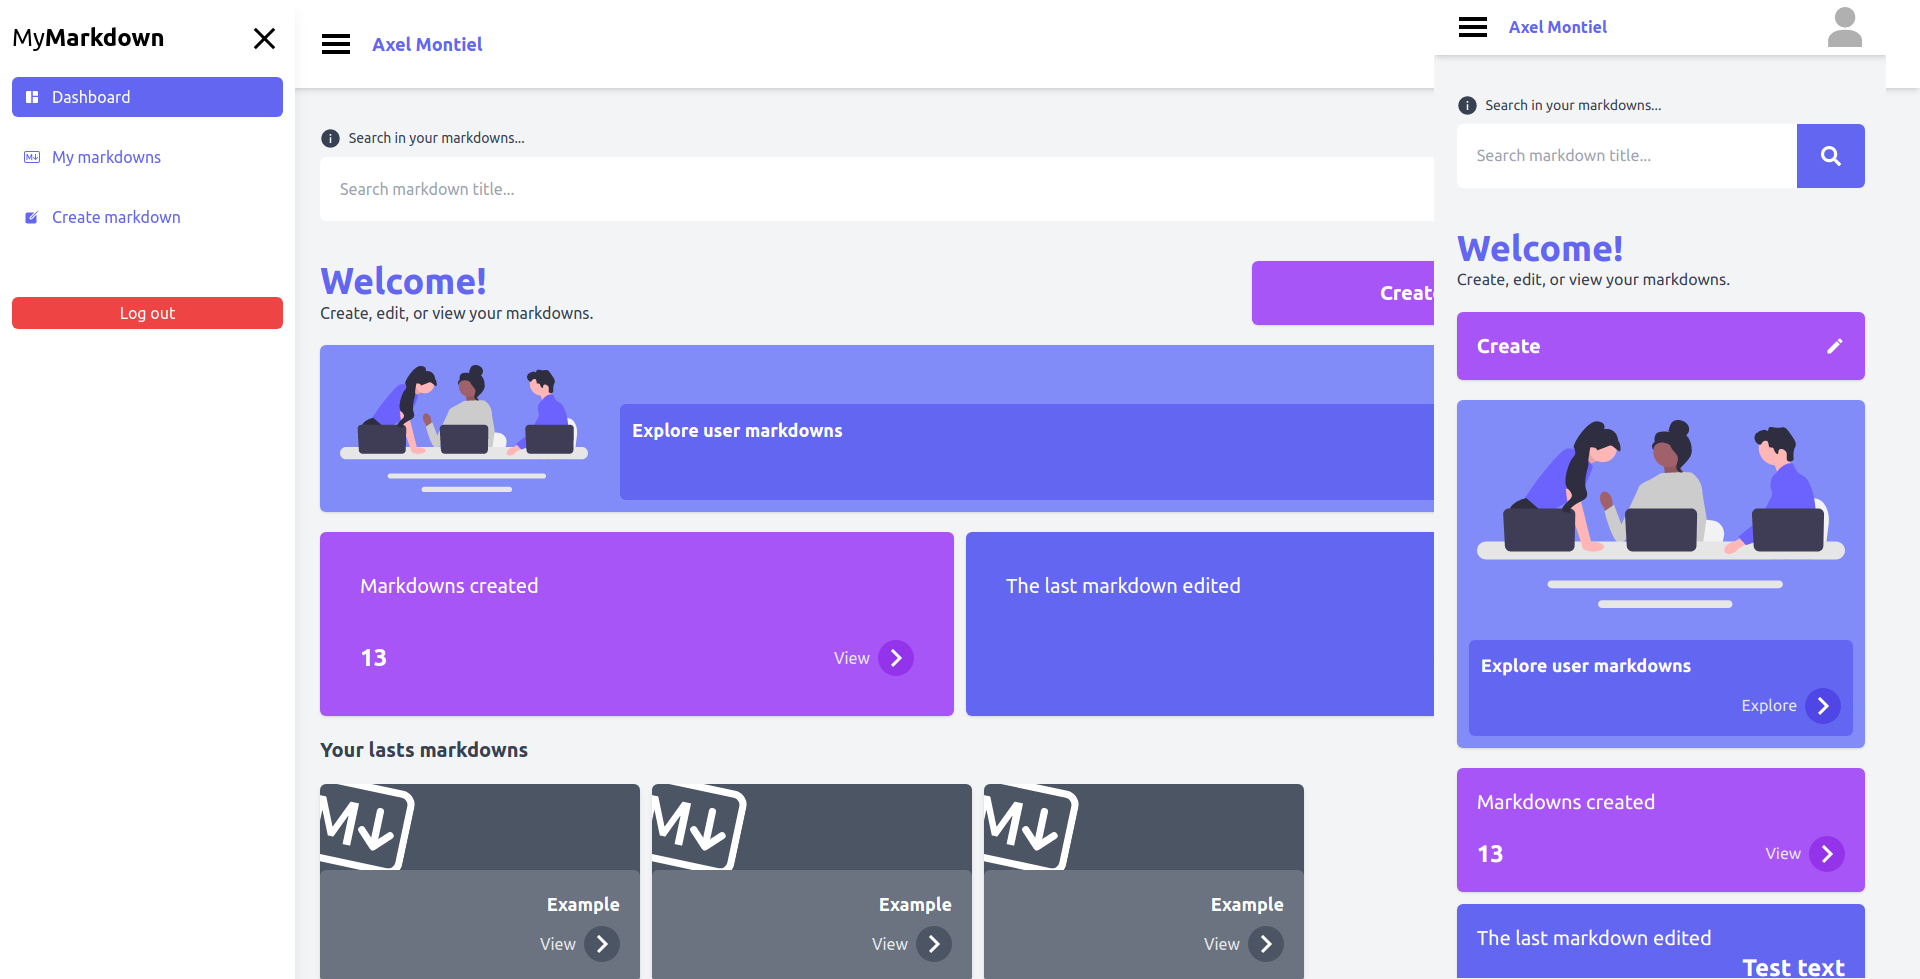 MyMarkdown
Dashboard
My markdowns
Create markdown
Log out
Axel Montiel
Search in your markdowns...
Search markdown title...
Welcome!
Create, edit, or view your markdowns.
Create
Explore user markdowns
Markdowns created
13
View
The last markdown edited
Your lasts markdowns
M
Example
View
M
Example
View
M
Example
View
Axel Montiel
Search in your markdowns...
Search markdown title...
Welcome!
Create, edit, or view your markdowns.
Create
Explore user markdowns
Explore
Markdowns created
13
View
The last markdown edited
Test text